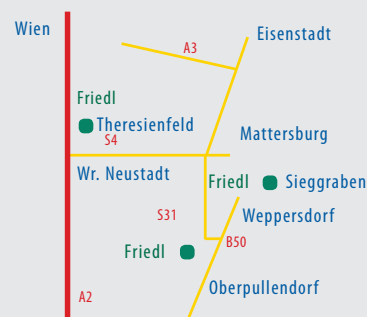 Wien
Eisenstadt
A3
Friedl
Theresienfeld
S4
Mattersburg
Wr. Neustadt
Friedl
Sieggraben
S31
Weppersdorf
B50
Friedl
Oberpullendorf
A2